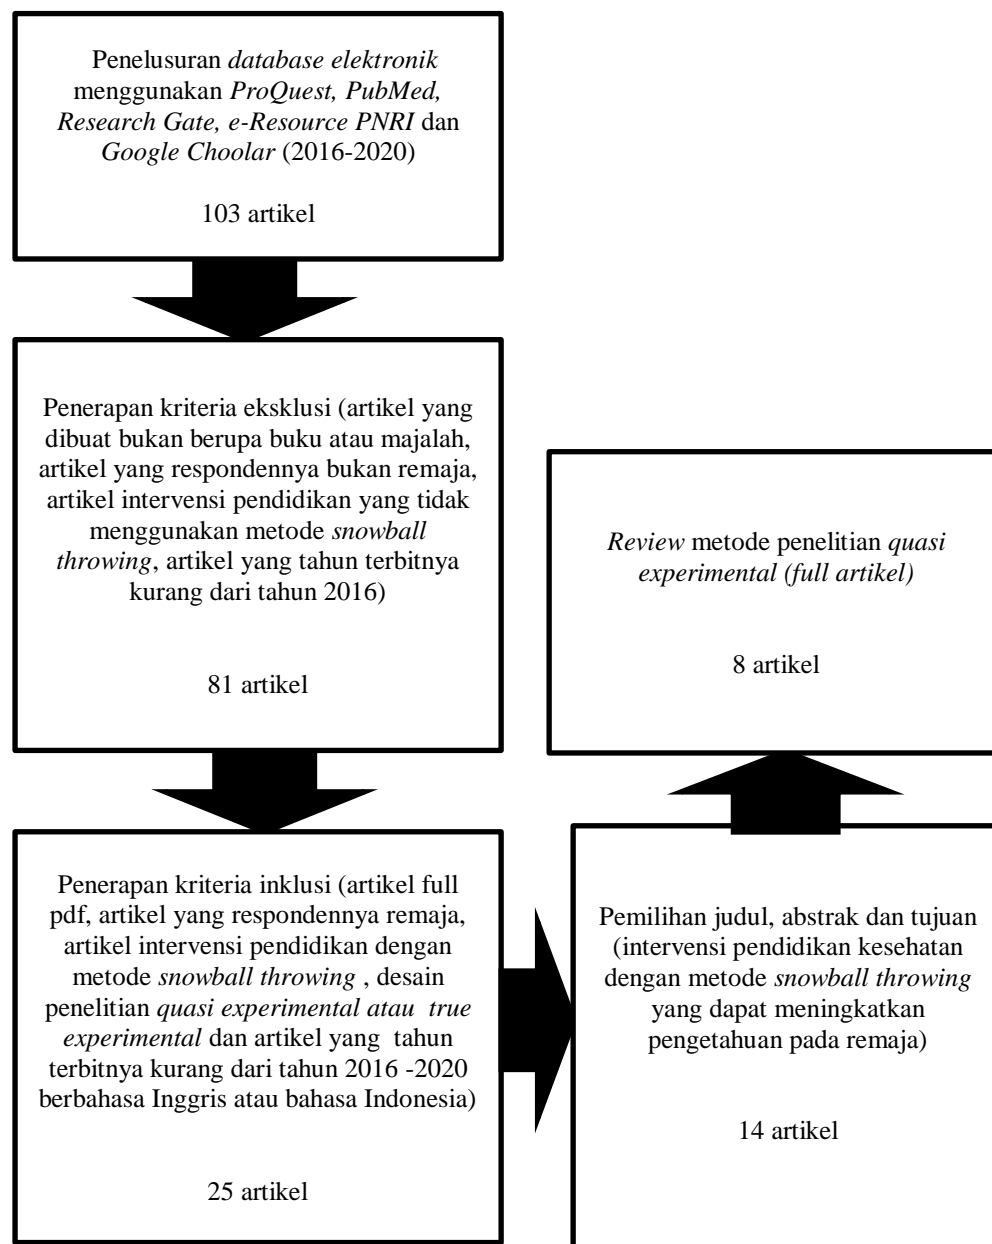 Penelusuran database elektronik
menggunakan ProQuest, PubMed,
Research Gate, e-Resource PNRI dan
Google Choolar (2016-2020)
103 artikel
Penerapan kriteria eksklusi (artikel yang
dibuat bukan berupa buku atau majalah,
artikel yang respondennya bukan remaja,
artikel intervensi pendidikan yang tidak
menggunakan metode snowball
throwing, artikel yang tahun terbitnya
kurang dari tahun 2016)
81 artikel
Penerapan kriteria inklusi (artikel full
pdf, artikel yang respondennya remaja,
artikel intervensi pendidikan dengan
metode snowball throwing , desain
penelitian quasi experimental atau true
experimental dan artikel yang tahun
terbitnya kurang dari tahun 2016 -2020
berbahasa Inggris atau bahasa Indonesia)
25 artikel
Pemilihan judul, abstrak dan tujuan
(intervensi pendidikan kesehatan
dengan metode snowball throwing
yang dapat meningkatkan
pengetahuan pada remaja)
14 artikel
Review metode penelitian quasi
experimental (full artikel)
8 artikel